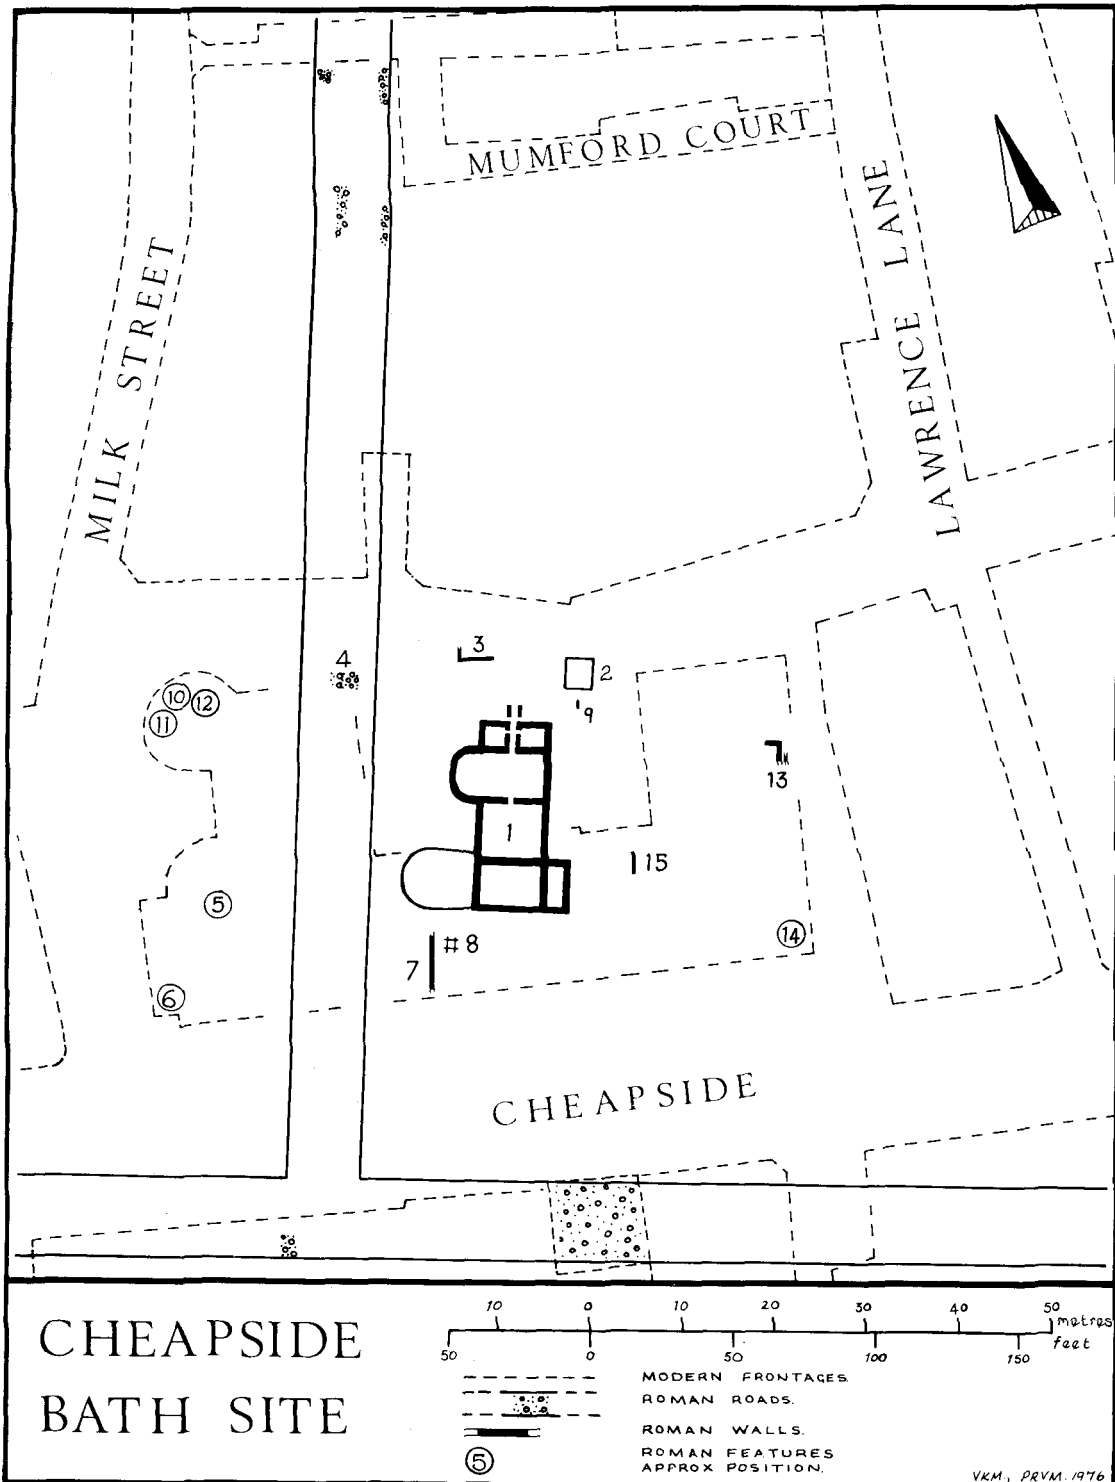 MUMFORD COURT
MILK STREET
LAWRENCE LANE
3
4
2
9
10
12
11
13
1
15
5
14
# 8
7
6
CHEAPSIDE
CHEAPSIDE
BATH SITE
10 0 10 20 30 40 50 metres
50 0 50 100 150 feet
MODERN FRONTAGES.
ROMAN ROADS.
ROMAN WALLS.
5
ROMAN FEATURES
APPROX POSITION.
VKM., PRVM. 1976